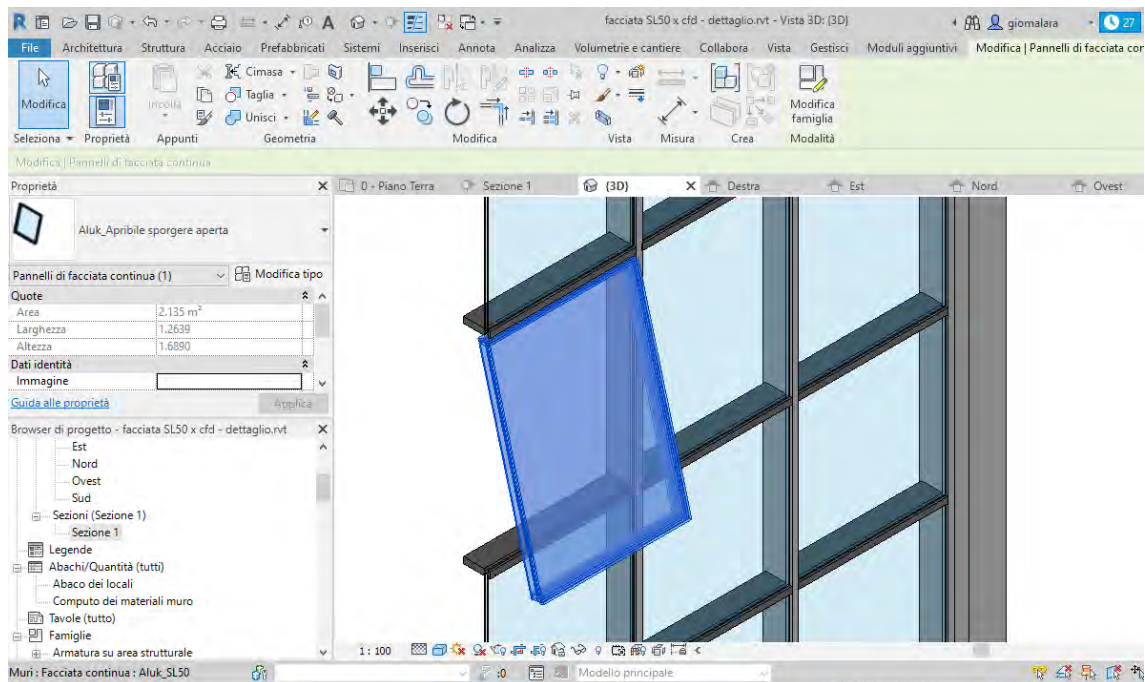 facciata SL50 x cfd - dettaglio.rvt - Vista 3D: {3D}
giomalara
27
File Architettura Struttura Acciaio Prefabbricati Sistemi Inserisci Annota Analizza Volumetrie e cantiere Collabora Vista Gestisci Moduli aggiuntivi Modifica | Pannelli di facciata cor
Modifica
Incolla
Cimasa
Taglia
Unisci
Modifica
famiglia
Seleziona Proprietà Appunti Geometria Modifica Vista Misura Crea Modalità
Modifica | Pannelli di facciata continua
Proprietà
0 - Piano Terra Sezione 1 {3D} Destra Est Nord Ovest
Aluk_Apribile sporgere aperta
Pannelli di facciata continua (1) Modifica tipo
Quote
Area 2.135 m²
Larghezza 1.2639
Altezza 1.6890
Dati identità
Immagine
Guida alle proprietà Applica
Browser di progetto - facciata SL50 x cfd - dettaglio.rvt
Est
Nord
Ovest
Sud
Sezioni (Sezione 1)
Sezione 1
Legende
Abachi/Quantità (tutti)
Abaco dei locali
Computo dei materiali muro
Tavole (tutto)
Famiglie
Armatura su area strutturale
1 : 100
Muri : Facciata continua : Aluk_SL50 :0 Modello principale